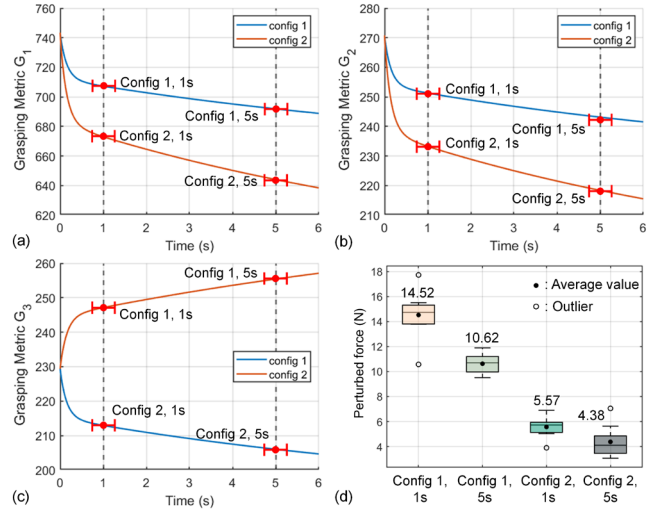 760
740
720
700
680
660
640
620
Grasping Metric G1
config 1
config 2
Config 1, 1s
Config 1, 5s
Config 2, 1s
Config 2, 5s
0 1 2 3 4 5 6
Time (s)
(a)
280
270
260
250
240
230
220
210
Grasping Metric G2
config 1
config 2
Config 1, 1s
Config 1, 5s
Config 2, 1s
Config 2, 5s
0 1 2 3 4 5 6
Time (s)
(b)
260
250
240
230
220
210
200
Grasping Metric G3
Config 1, 5s
Config 1, 1s
config 1
config 2
Config 2, 1s
Config 2, 5s
0 1 2 3 4 5 6
Time (s)
(c)
18
16
14
12
10
8
6
4
Perturbed force (N)
: Average value
: Outlier
14.52
10.62
5.57
4.38
Config 1, 1s
Config 1, 5s
Config 2, 1s
Config 2, 5s
(d)